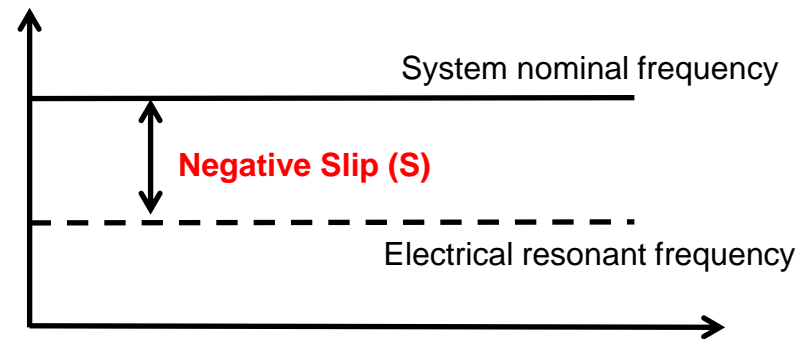 System nominal frequency
Negative Slip (S)
Electrical resonant frequency